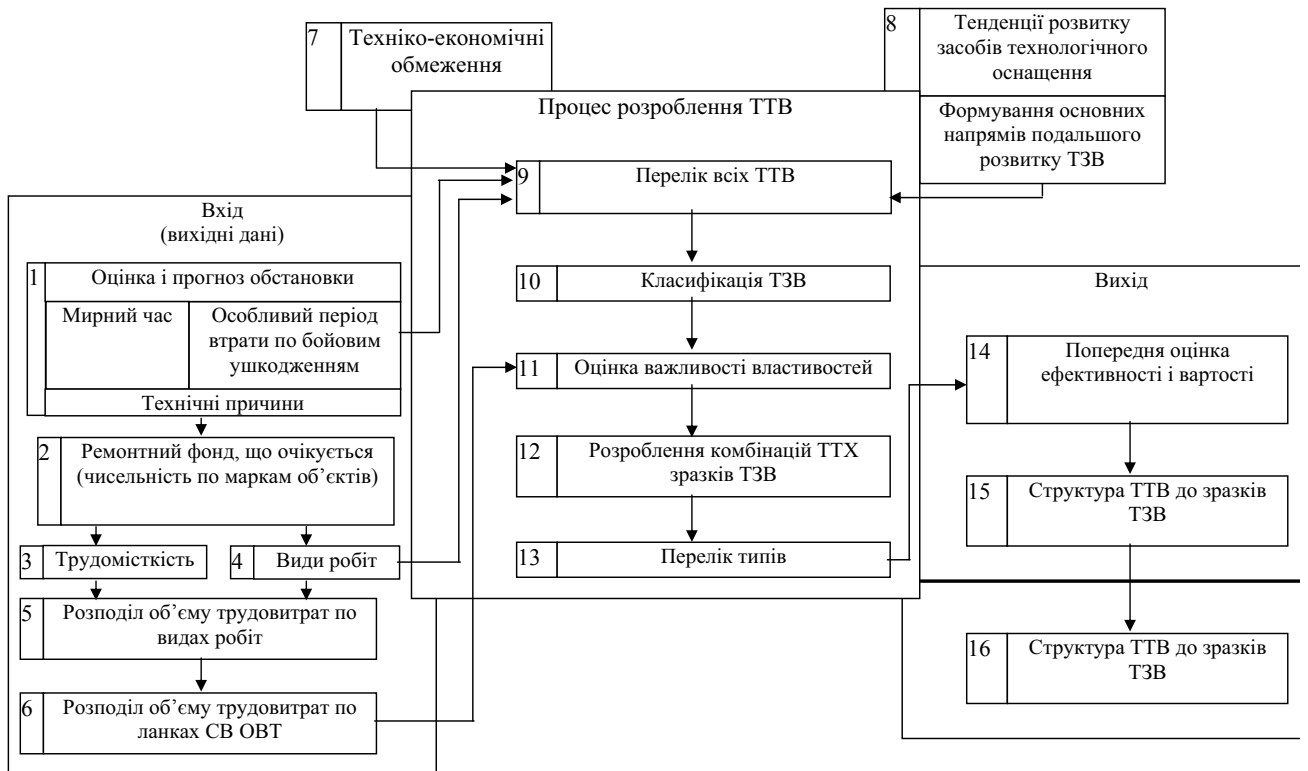 7
Техніко-економічні
обмеження
8
Тенденції розвитку
засобів технологічного
оснащення
Формування основних
напрямів подальшого
розвитку ТЗВ
Процес розроблення ТТВ
9
Перелік всіх ТТВ
10
Класифікація ТЗВ
11
Оцінка важливості властивостей
12
Розроблення комбінацій ТТХ
зразків ТЗВ
13
Перелік типів
Вхід
(вихідні дані)
1
Оцінка і прогноз обстановки
Мирний час
Особливий період
втрати по бойовим
ушкодженням
Технічні причини
2
Ремонтний фонд, що очікується
(чисельність по маркам об’єктів)
3
Трудомісткість
4
Види робіт
5
Розподіл об’єму трудовитрат по
видах робіт
6
Розподіл об’єму трудовитрат по
ланках СВ ОВТ
Вихід
14
Попередня оцінка
ефективності і вартості
15
Структура ТТВ до зразків
ТЗВ
16
Структура ТТВ до зразків
ТЗВ